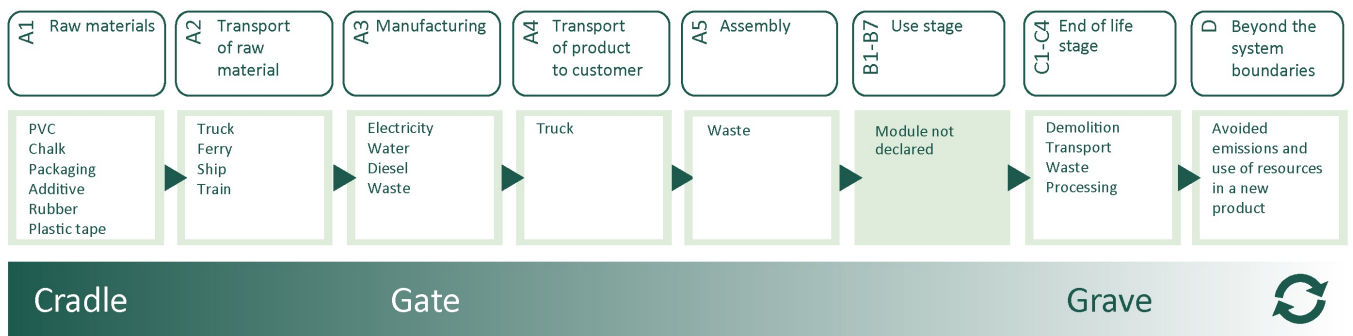 A1 Raw materials
A2 Transport
of raw
material
A3 Manufacturing
A4 Transport
of product
to customer
A5 Assembly
B1-B7 Use stage
C1-C4 End of life
stage
D Beyond the
system
boundaries
PVC
Chalk
Packaging
Additive
Rubber
Plastic tape
Truck
Ferry
Ship
Train
Electricity
Water
Diesel
Waste
Truck
Waste
Module not
declared
Demolition
Transport
Waste
Processing
Avoided
emissions and
use of resources
in a new
product
Cradle
Gate
Grave